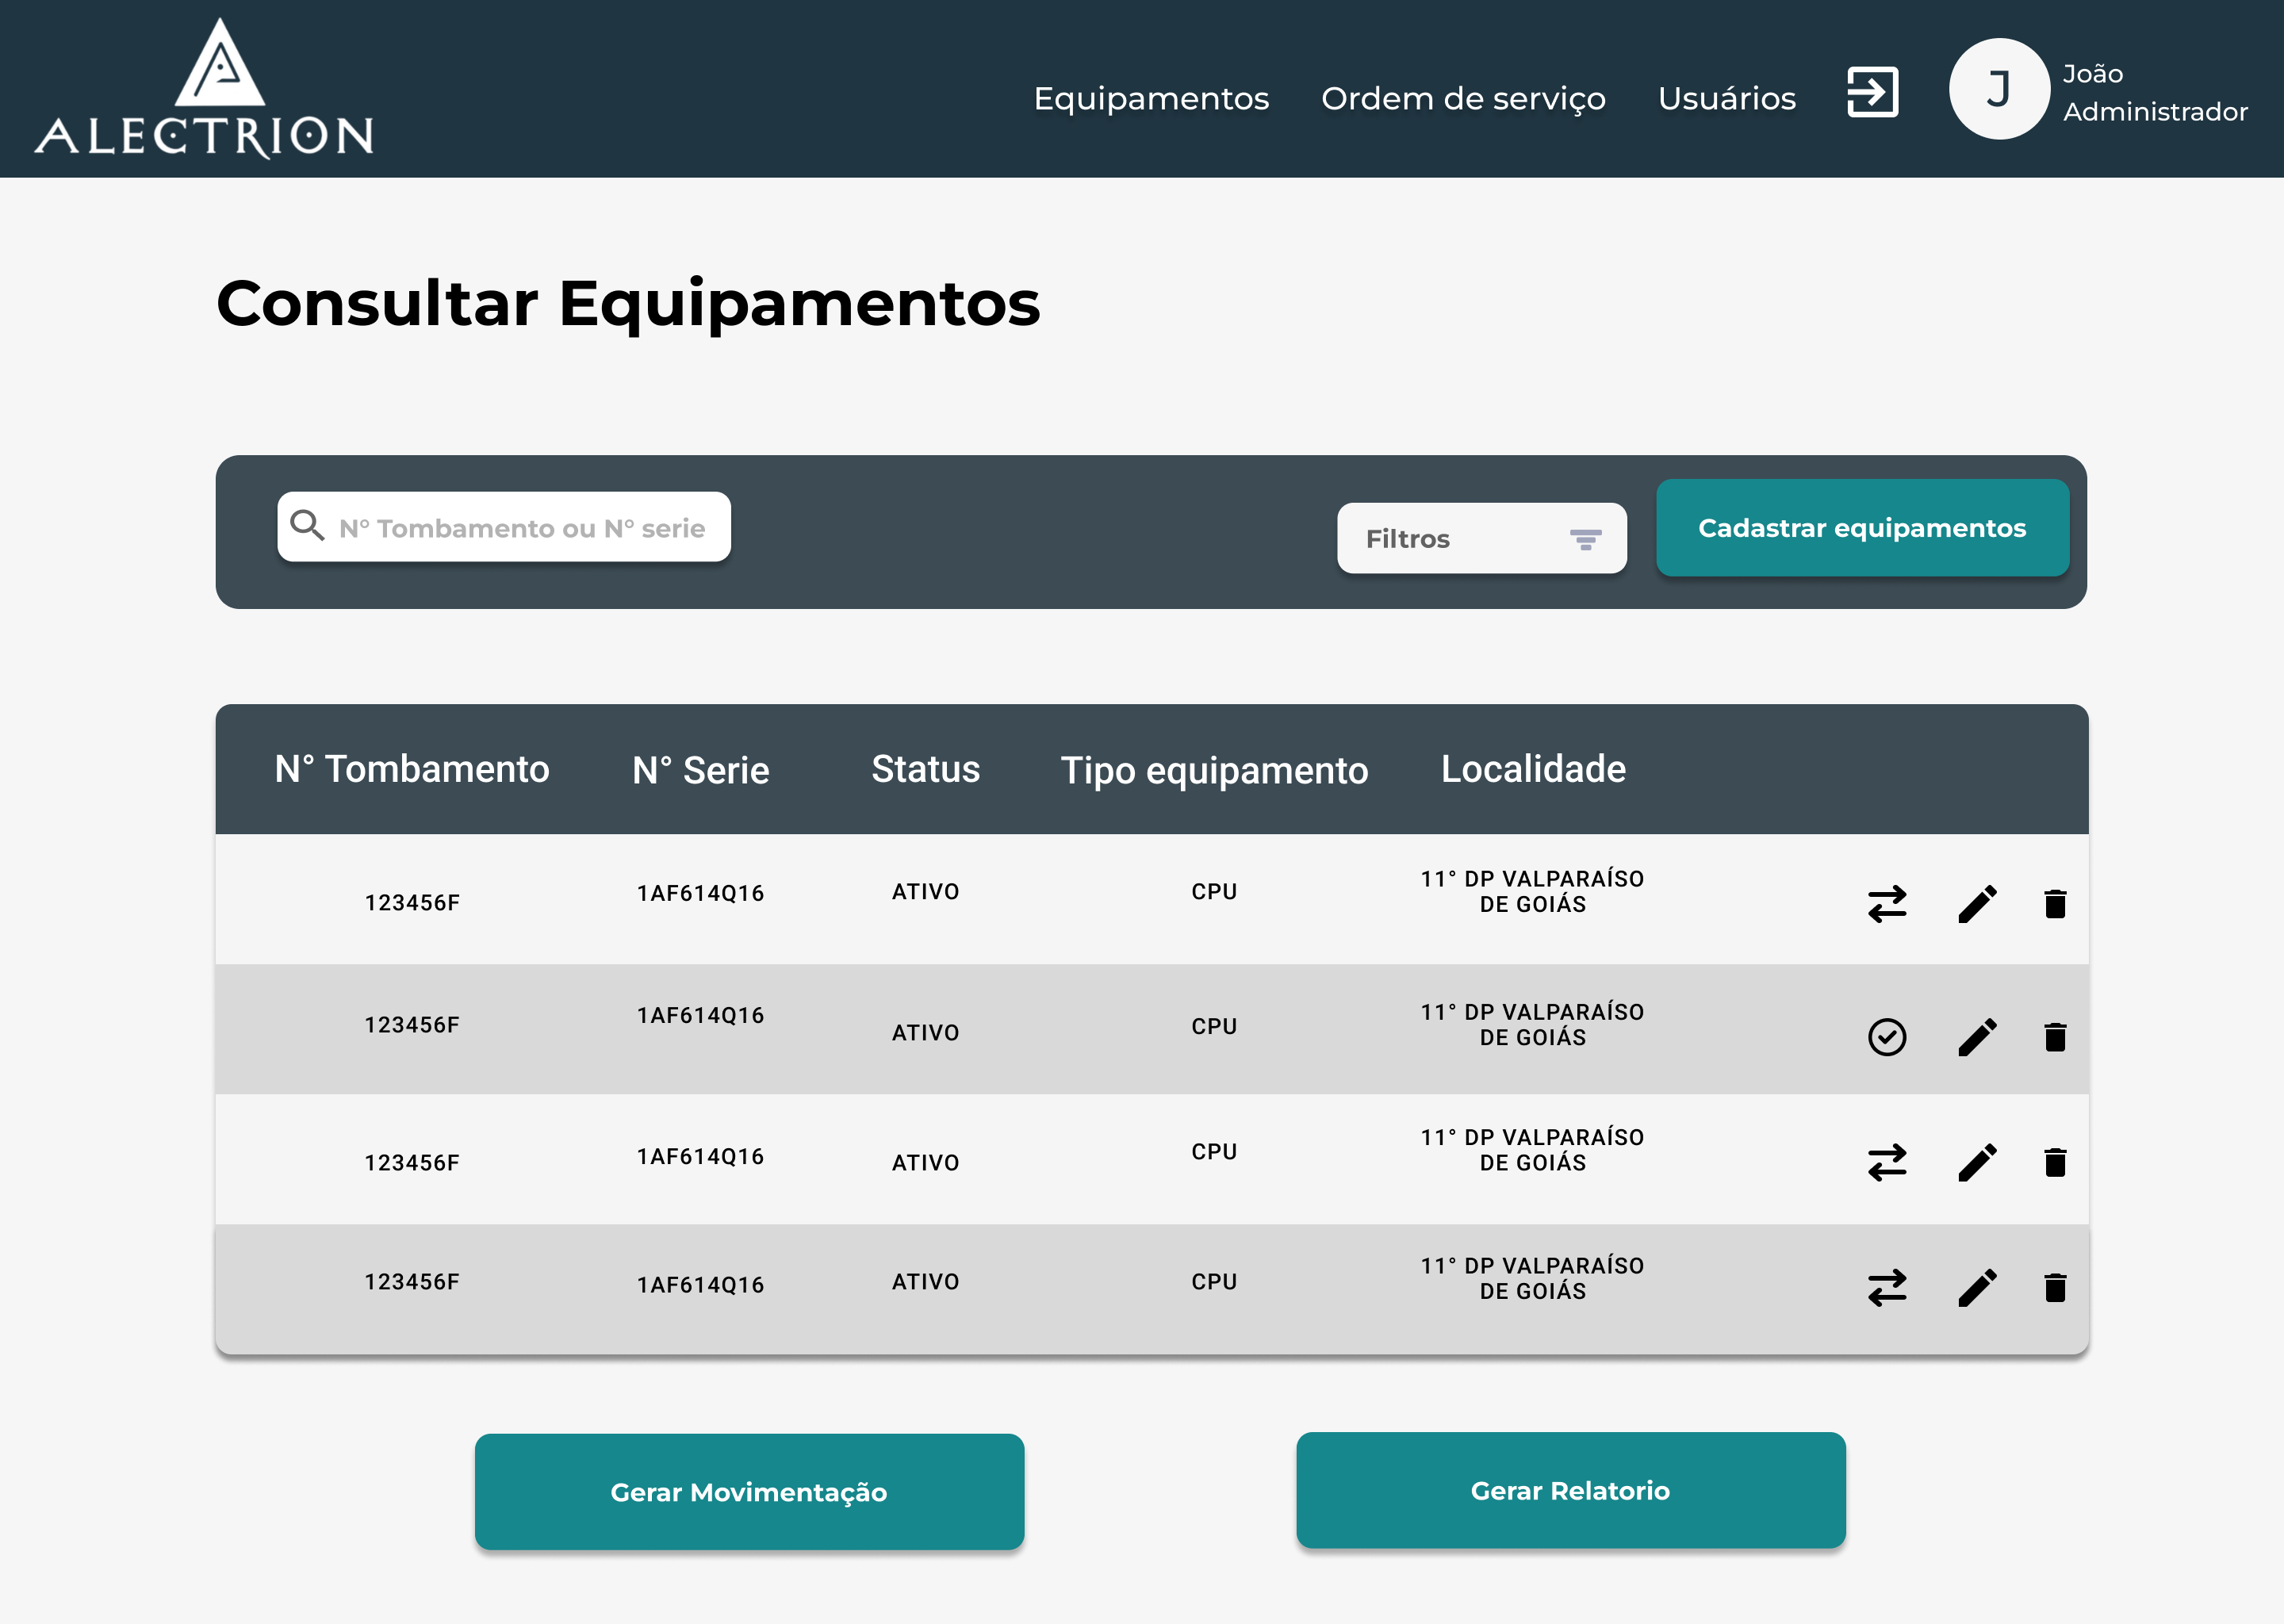 ALECTRION
Equipamentos
Ordem de serviço
Usuários
J
João
Administrador
Consultar Equipamentos
N° Tombamento ou N° serie
Filtros
Cadastrar equipamentos
N° Tombamento
N° Serie
Status
Tipo equipamento
Localidade
123456F
1AF614Q16
ATIVO
CPU
11° DP VALPARAÍSO
DE GOIÁS
123456F
1AF614Q16
ATIVO
CPU
11° DP VALPARAÍSO
DE GOIÁS
123456F
1AF614Q16
ATIVO
CPU
11° DP VALPARAÍSO
DE GOIÁS
123456F
1AF614Q16
ATIVO
CPU
11° DP VALPARAÍSO
DE GOIÁS
Gerar Movimentação
Gerar Relatorio